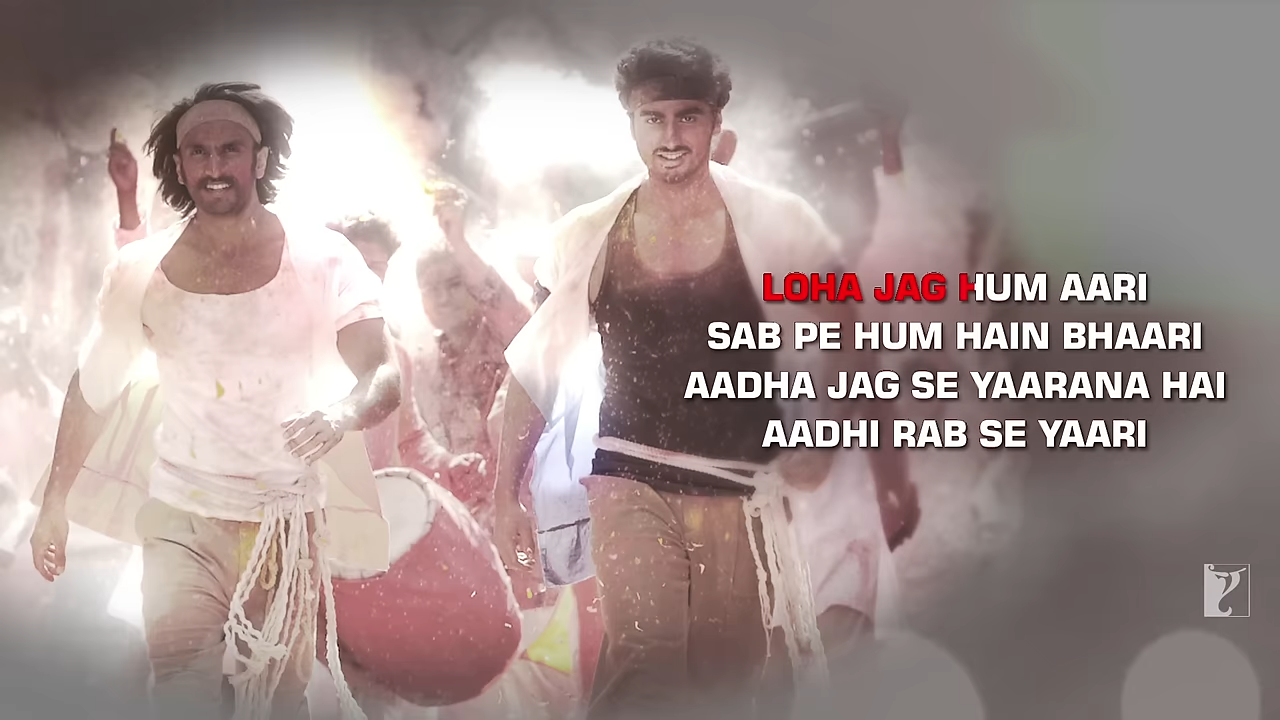 LOHA JAG HUM AARI
SAB PE HUM HAIN BHAARI
AADHA JAG SE YAARANA HAI
AADHI RAB SE YAARI